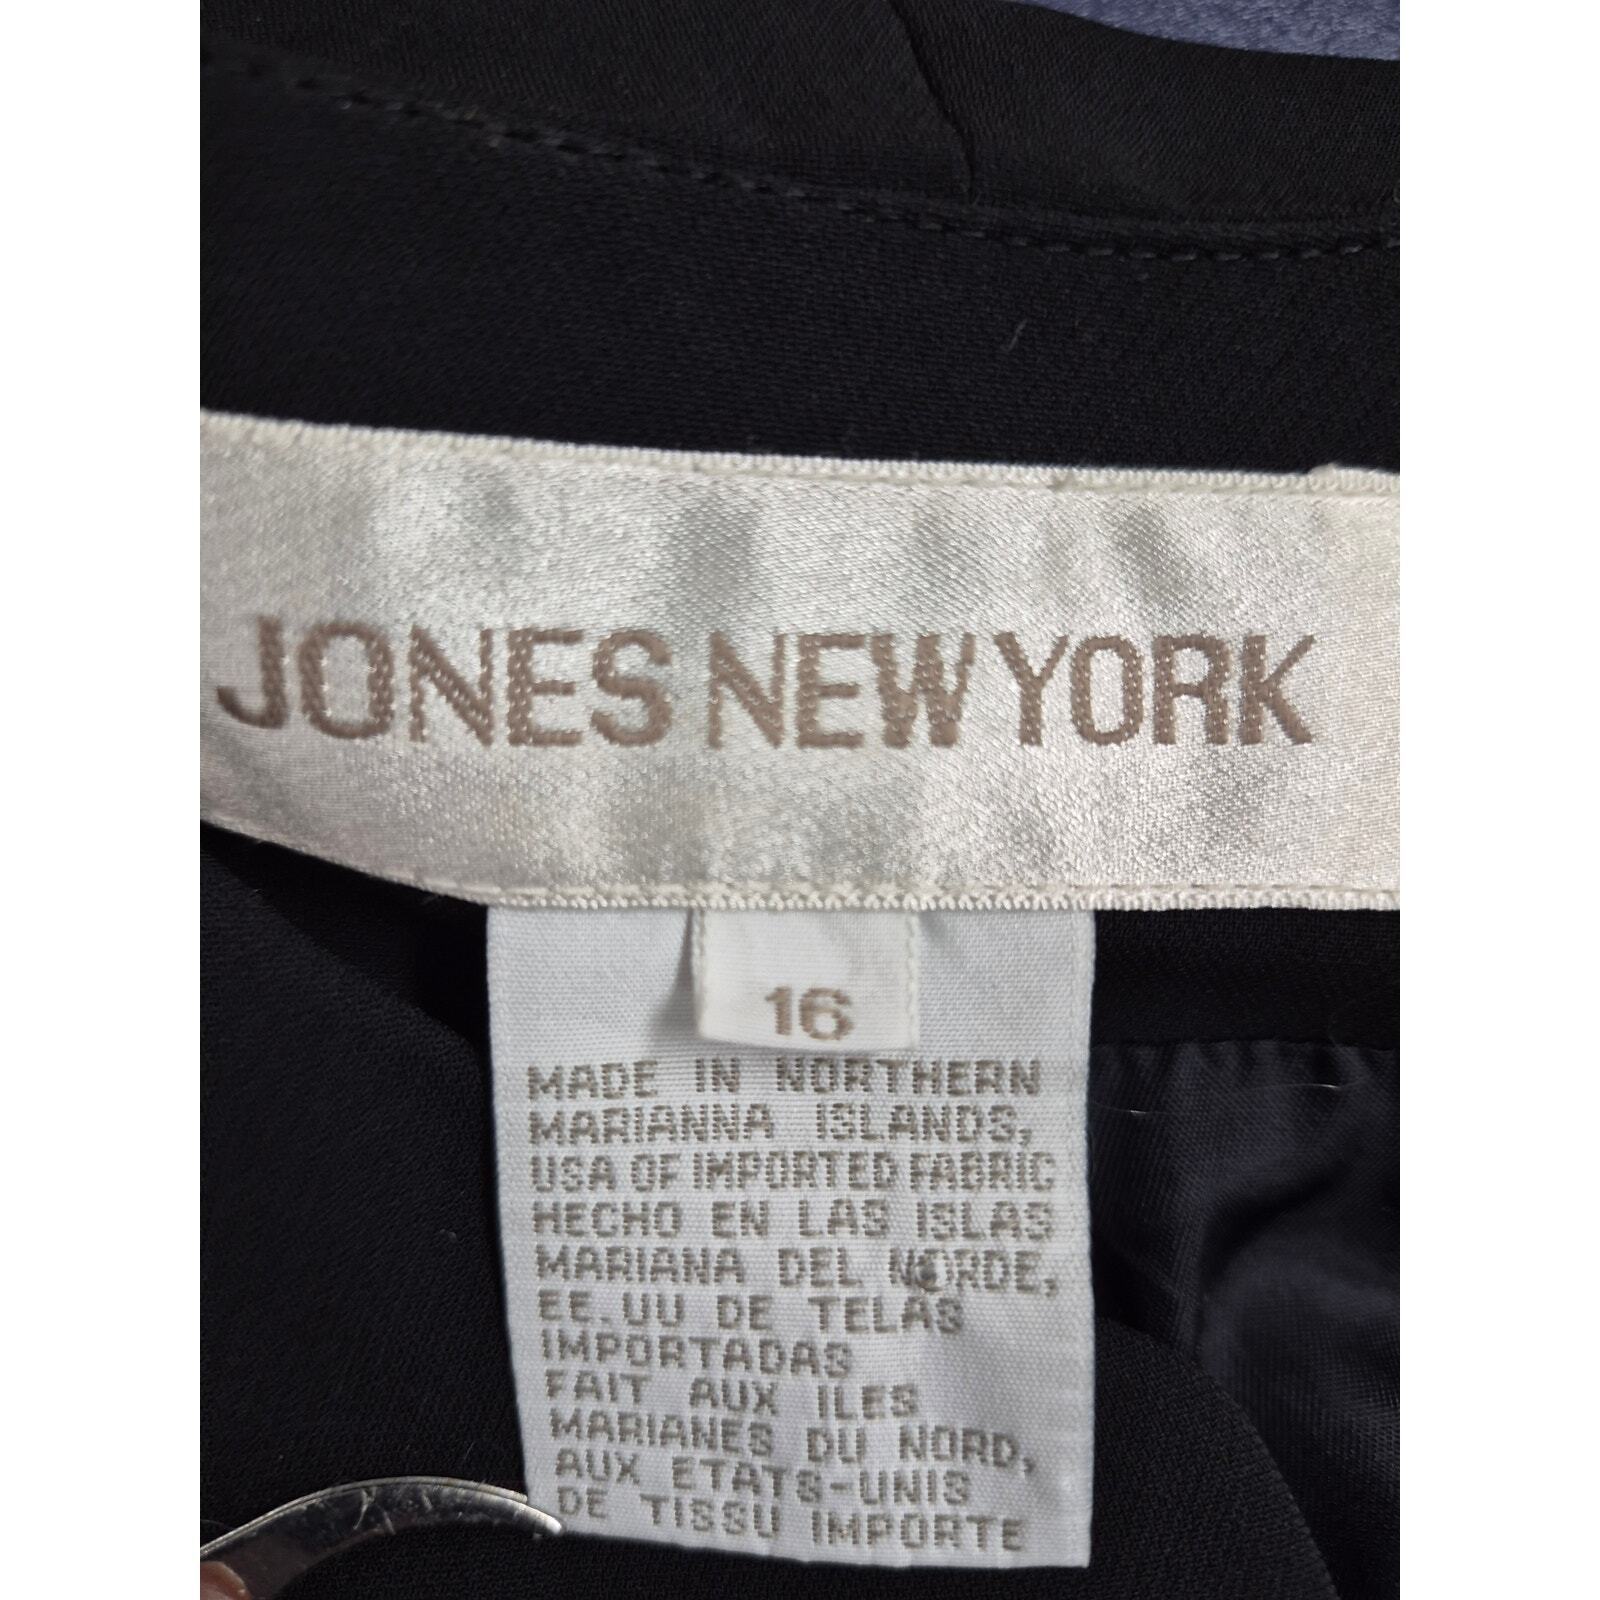 JONES NEW YORK
16
MADE IN NORTHERN
MARIANNA ISLANDS,
USA OF IMPORTED FABRIC
HECHO EN LAS ISLAS
MARIANA DEL NORDE,
EE.UU DE TELAS
IMPORTADAS
FAIT AUX ILES
MARIANES DU NORD,
AUX ETATS-UNIS
DE TISSU IMPORTE